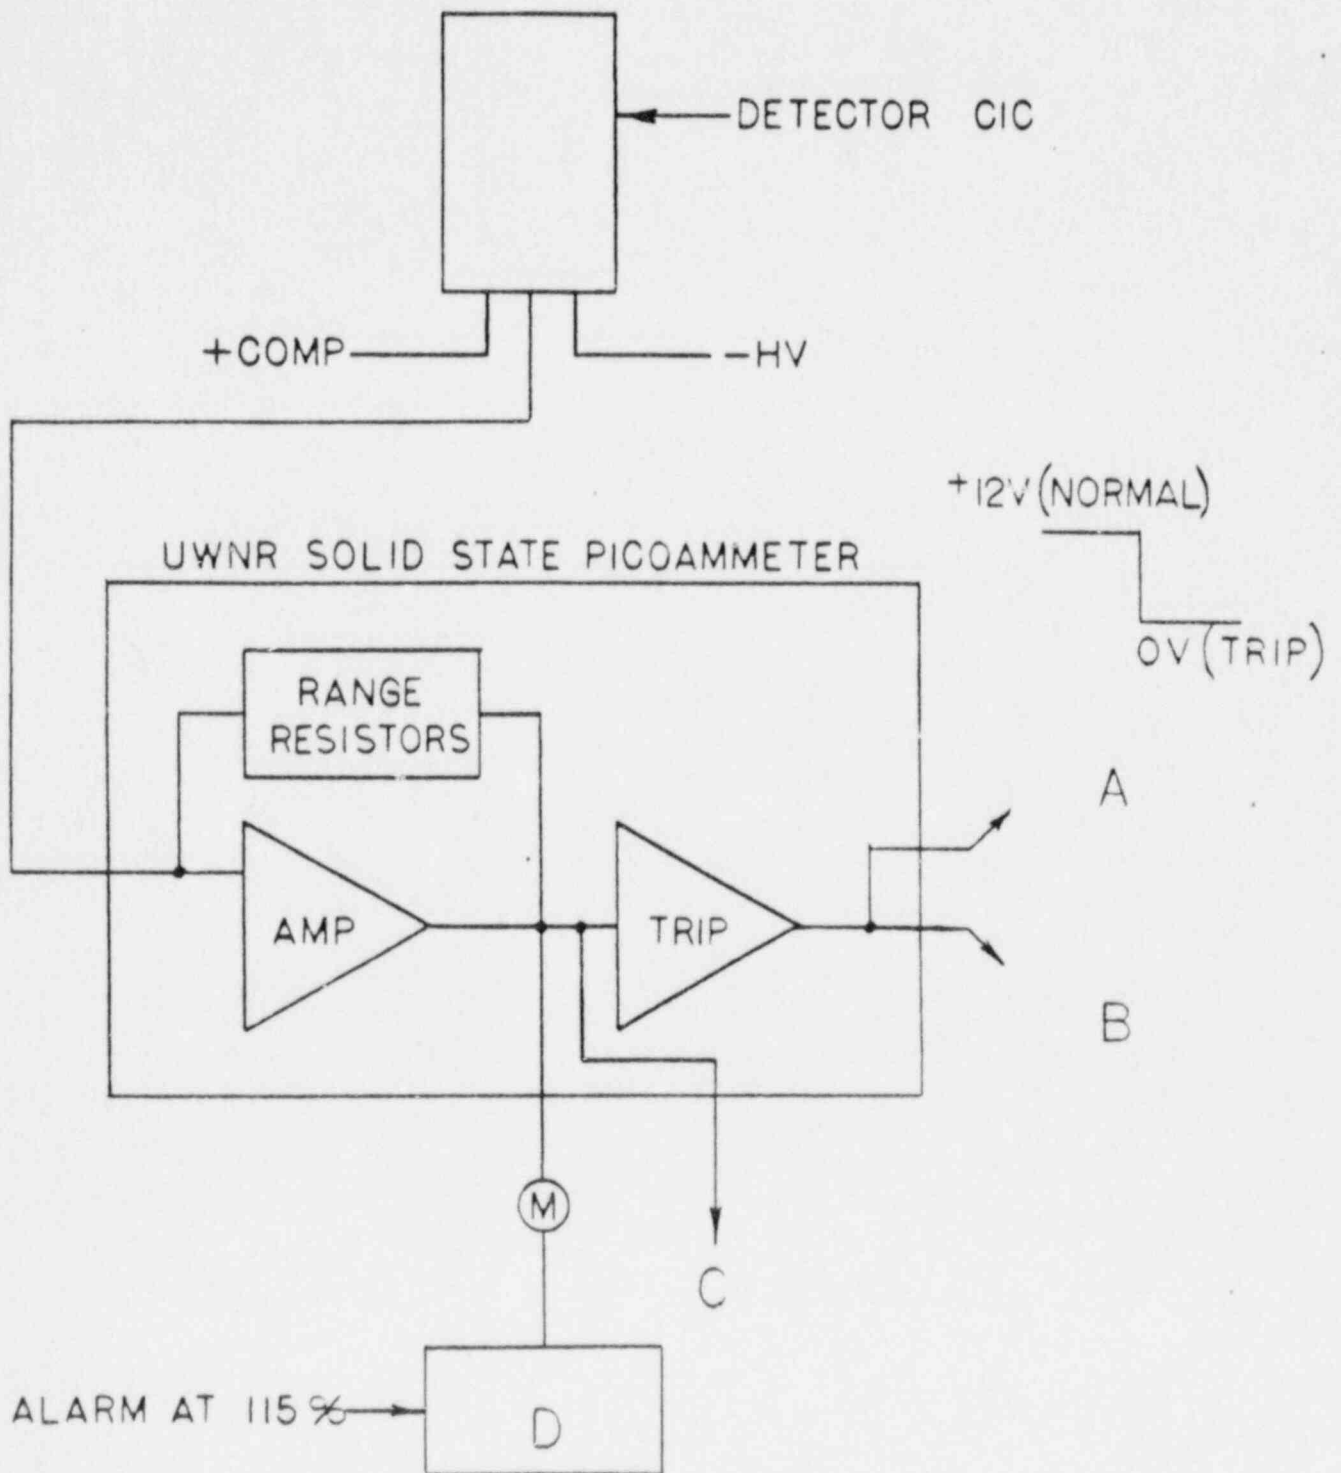 DETECTOR CIC
+COMP
-HV
+12V (NORMAL)
UWNR SOLID STATE PICOAMMETER
0V (TRIP)
RANGE
RESISTORS
A
AMP
TRIP
B
M
C
ALARM AT 115%
D